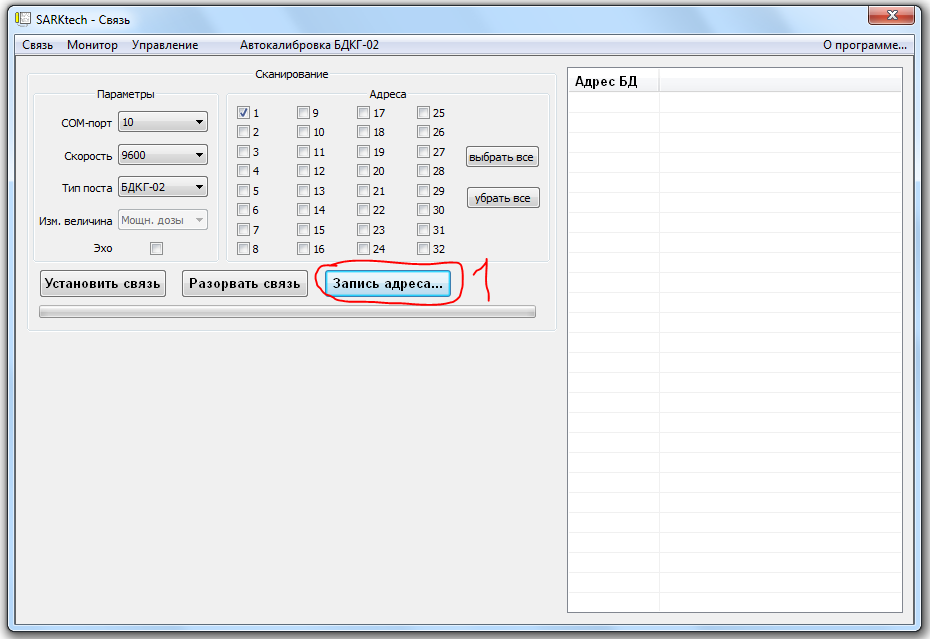 SARKtech - Связь
Связь Монитор Управление Автокалибровка БДКГ-02 О программе...
Сканирование
Параметры
COM-порт 10
Скорость 9600
Тип поста БДКГ-02
Изм. величина Мощн. дозы
Эхо
Адреса
1 9 17 25
2 10 18 26
3 11 19 27
4 12 20 28
5 13 21 29
6 14 22 30
7 15 23 31
8 16 24 32
выбрать все
убрать все
Установить связь Разорвать связь Запись адреса... 1
Адрес БД